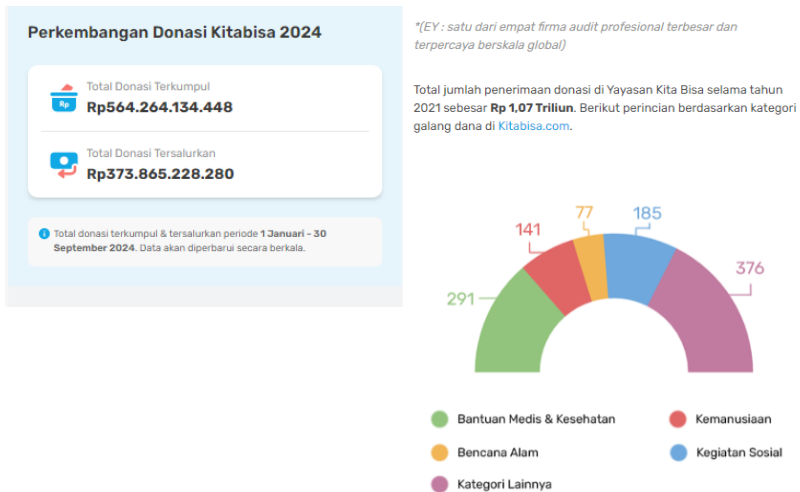 Perkembangan Donasi Kitabisa 2024
Total Donasi Terkumpul
Rp
Rp564.264.134.448
Total Donasi Tersalurkan
Rp373.865.228.280
Total donasi terkumpul & tersalurkan periode 1 Januari - 30
September 2024. Data akan diperbarui secara berkala.
*(EY : satu dari empat firma audit profesional terbesar dan
terpercaya berskala global)
Total jumlah penerimaan donasi di Yayasan Kita Bisa selama tahun
2021 sebesar Rp 1,07 Triliun. Berikut perincian berdasarkan kategori
galang dana di Kitabisa.com.
291
141
77
185
376
Bantuan Medis & Kesehatan
Kemanusiaan
Bencana Alam
Kegiatan Sosial
Kategori Lainnya